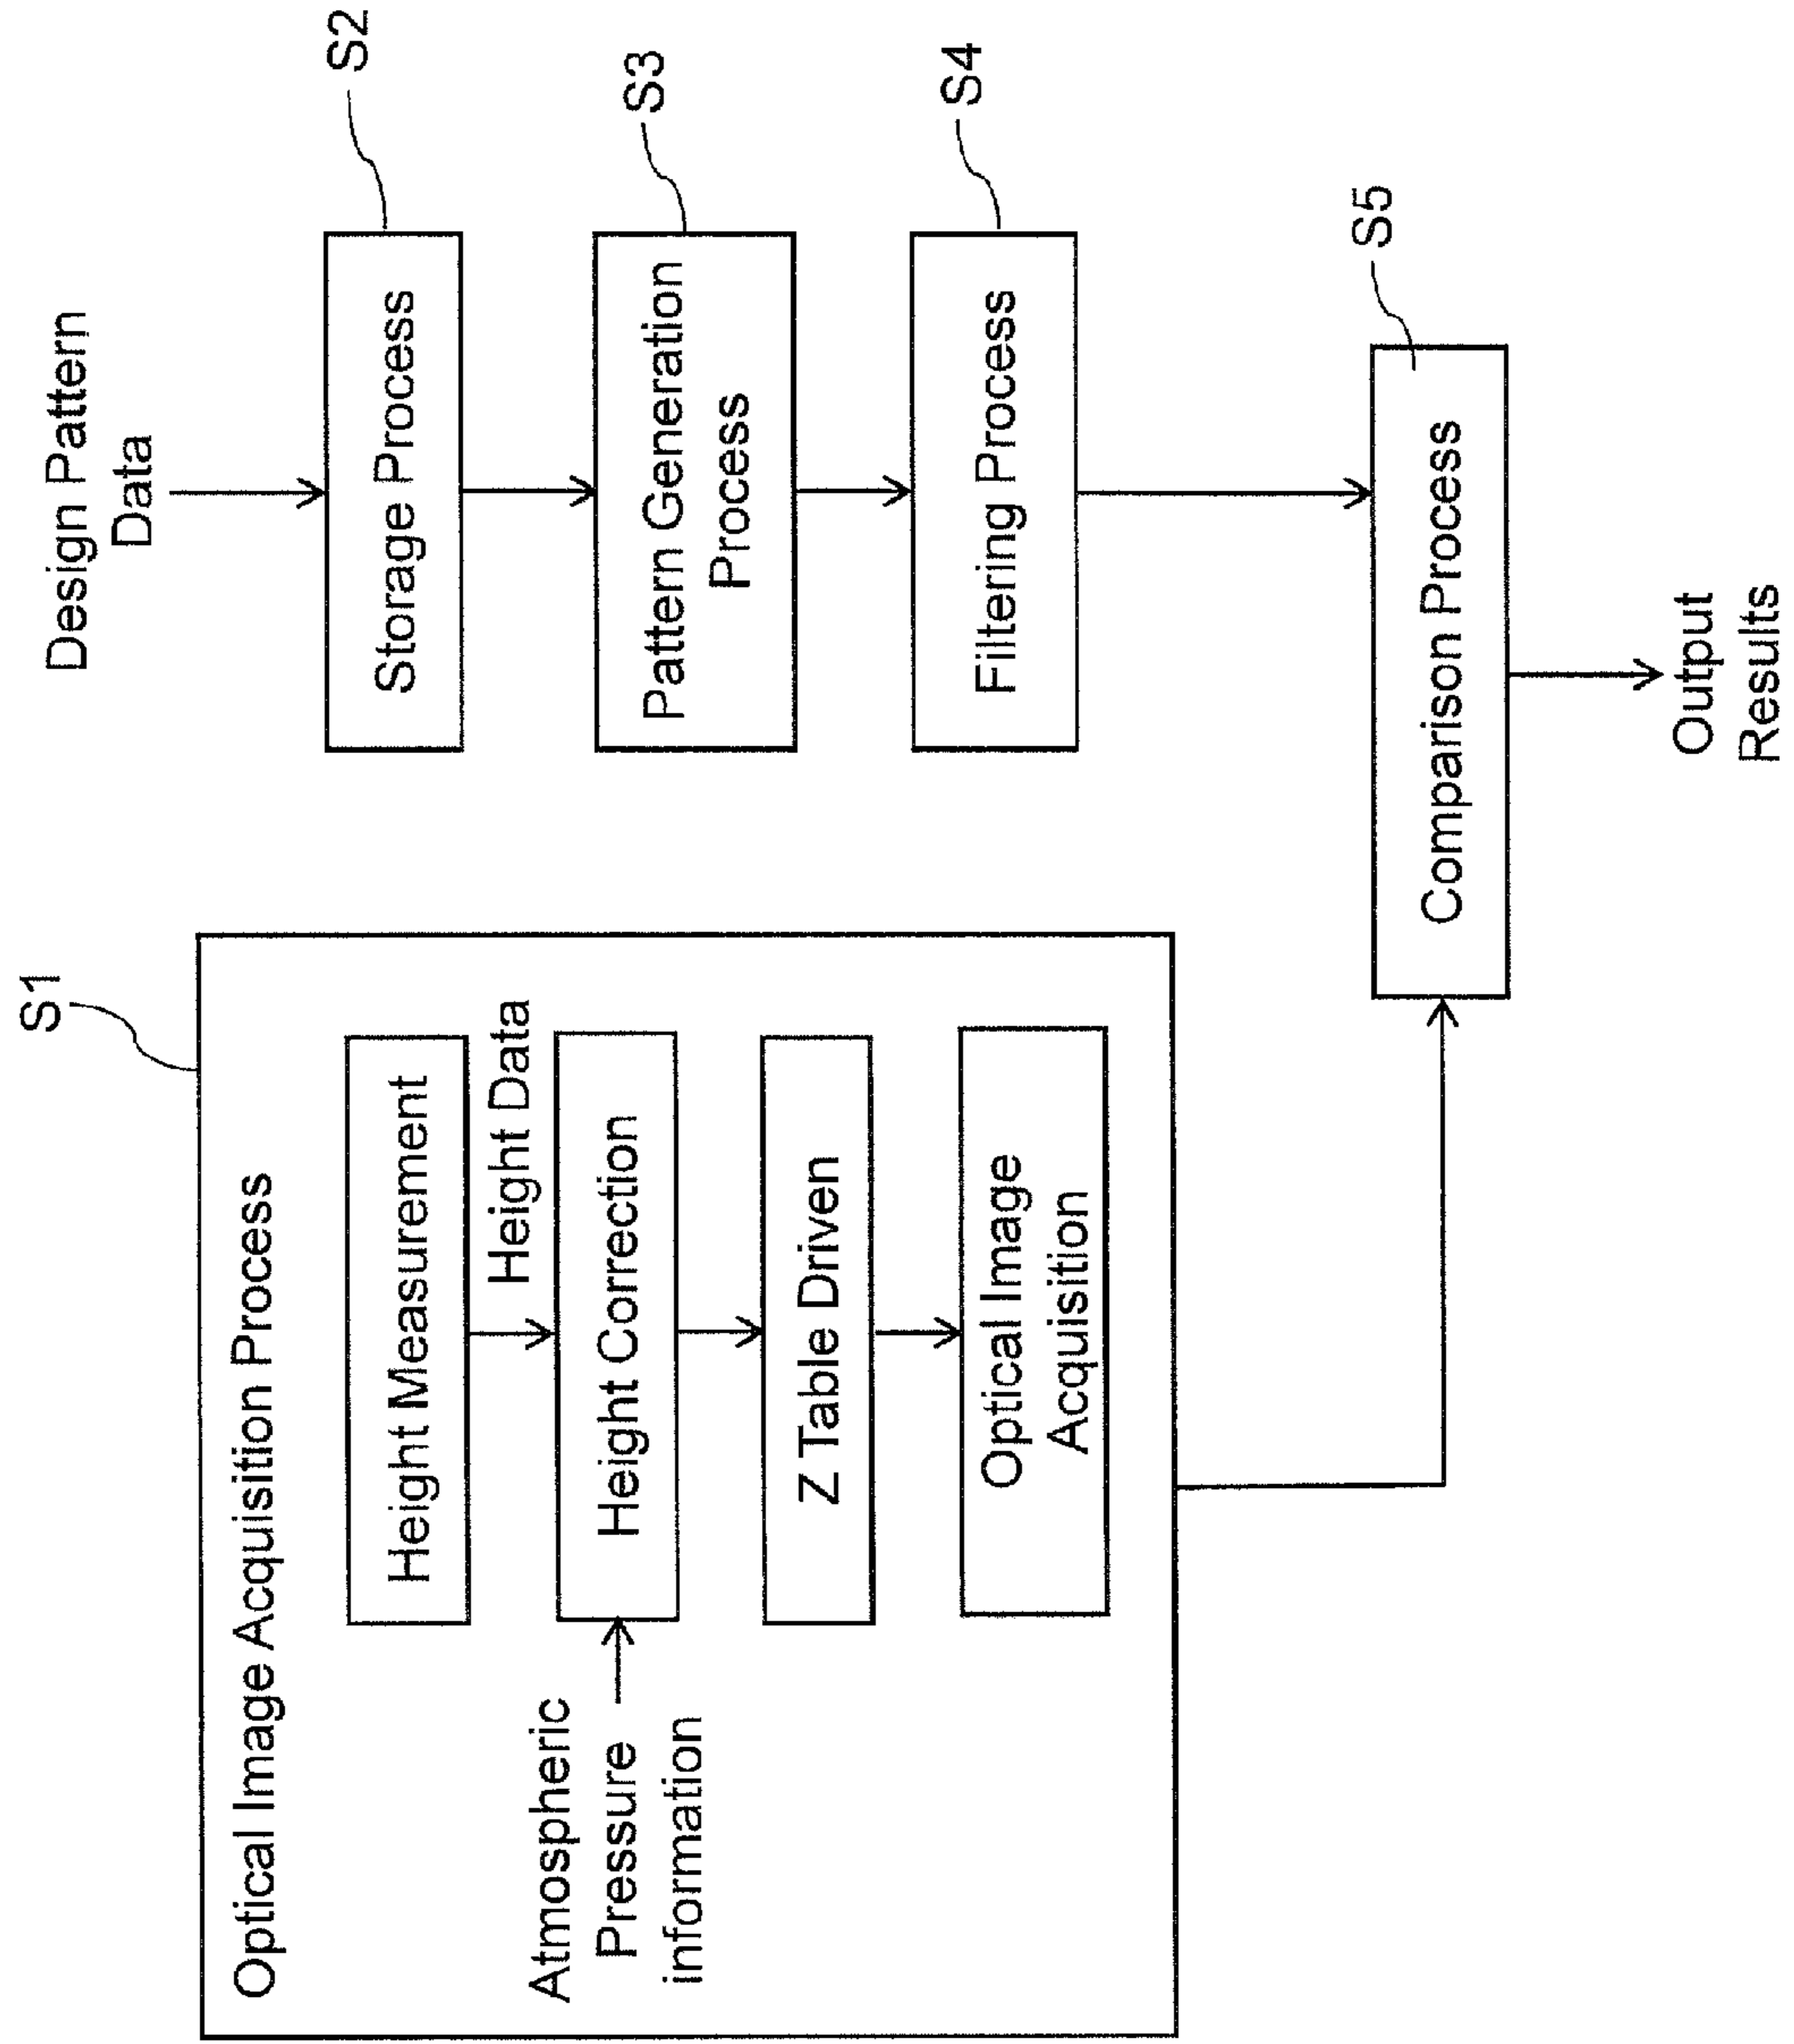 S1
Optical Image Acquisition Process
Height Measurement
Height Data
Atmospheric
Pressure
information
Height Correction
Z Table Driven
Optical Image
Acquisition
Design Pattern
Data
S2
Storage Process
S3
Pattern Generation
Process
S4
Filtering Process
S5
Comparison Process
Output
Results